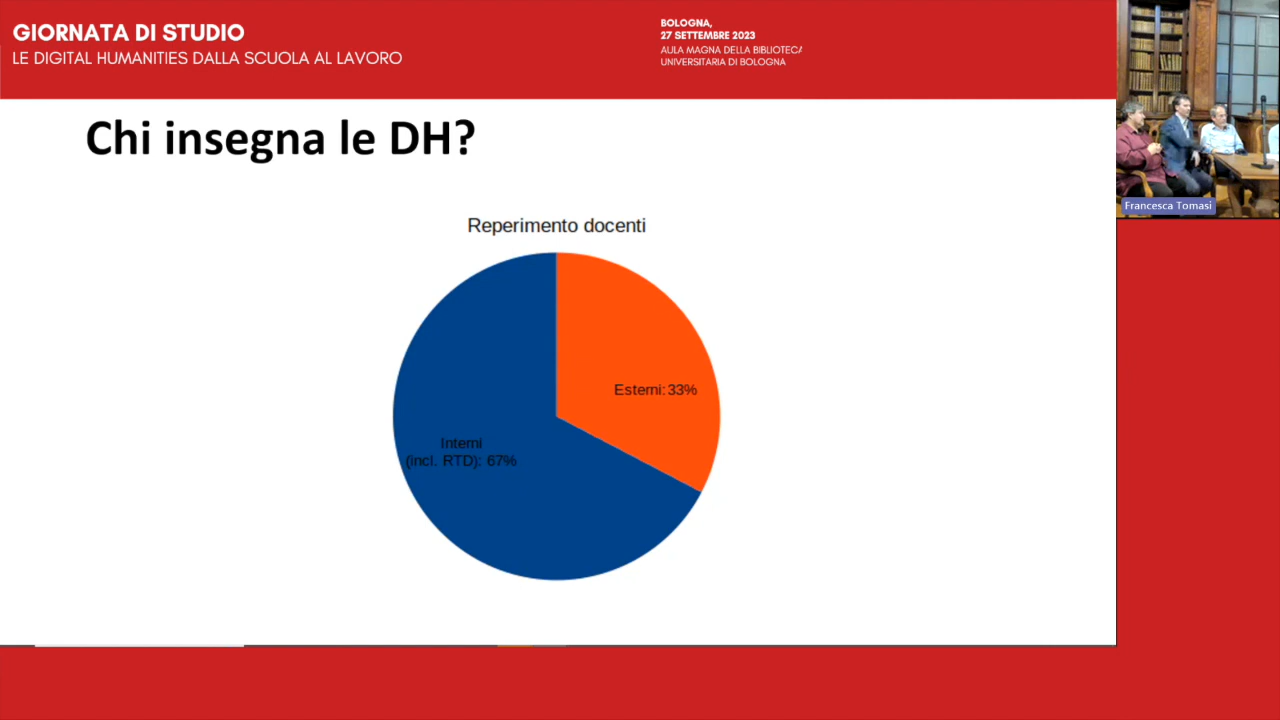 GIORNATA DI STUDIO
LE DIGITAL HUMANITIES DALLA SCUOLA AL LAVORO
BOLOGNA,
27 SETTEMBRE 2023
AULA MAGNA DELLA BIBLIOTECA
UNIVERSITARIA DI BOLOGNA
Francesca Tomasi
Chi insegna le DH?
Reperimento docenti
Esterni: 33%
Interni
(incl. RTD): 67%